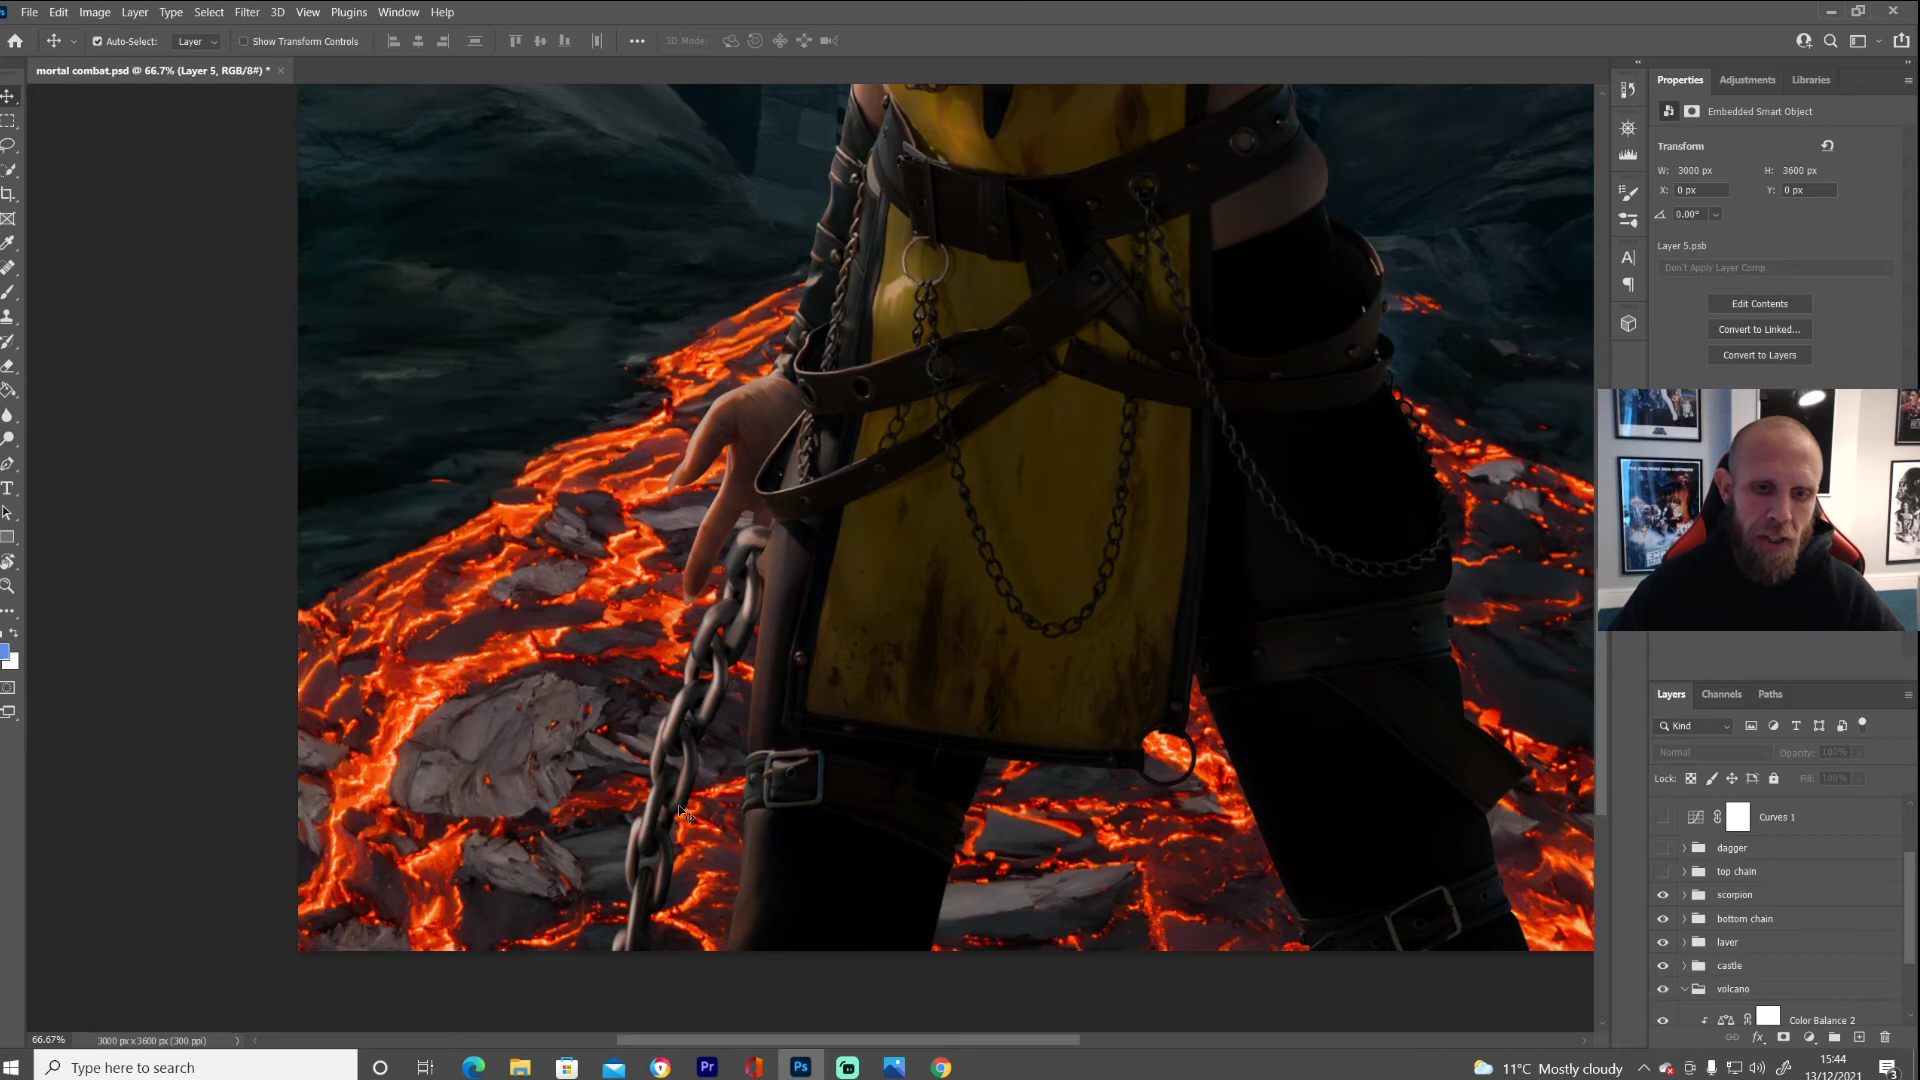 Ps File Edit Image Layer Type Select Filter 3D View Plugins Window Help
Auto-Select: Layer Show Transform Controls 3D Mode:
mortal combat.psd @ 66.7% (Layer 5, RGB/8#) *
Properties Adjustments Libraries
Embedded Smart Object
Transform
W: 3000 px H: 3600 px
X: 0 px Y: 0 px
0.00°
Layer 5.psb
Don't Apply Layer Comp
Edit Contents
Convert to Linked...
Convert to Layers
Layers Channels Paths
Kind
Normal Opacity: 100%
Lock: Fill: 100%
Curves 1
dagger
top chain
scorpion
bottom chain
laver
castle
volcano
Color Balance 2
66.67% 3000 px x 3600 px (300 ppi)
Type here to search
Pr
Ps
11°C Mostly cloudy
15:44
13/12/2021
3